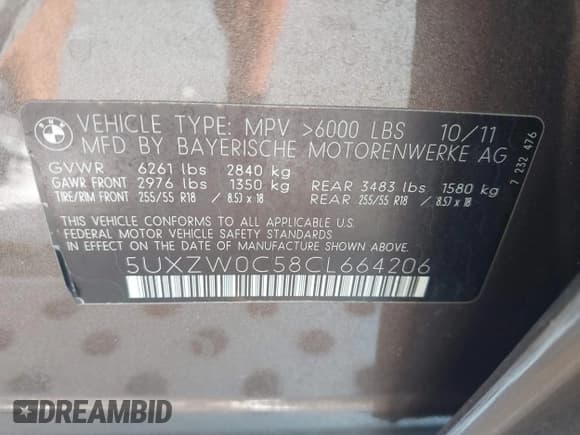 BMW
VEHICLE TYPE: MPV >6000 LBS 10/11
MFD BY BAYERISCHE MOTORENWERKE AG
GVWR 6261 lbs 2840 kg
GAWR FRONT 2976 lbs 1350 kg REAR 3483 lbs 1580 kg
TIRE/RIM FRONT 255/55 R18 / 8.5J x 18 REAR 255/55 R18 / 8.5J x 18
THIS VEHICLE CONFORMS TO ALL APPLICABLE U.S.
FEDERAL MOTOR VEHICLE SAFETY STANDARDS
IN EFFECT ON THE DATE OF MANUFACTURE SHOWN ABOVE.
5UXZW0C58CL664206
7 232 476
DREAMBID